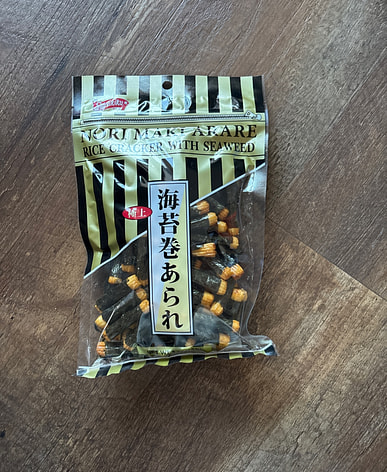 NORI MAKI ARARE
RICE CRACKER WITH SEAWEED
極上
海苔巻あられ